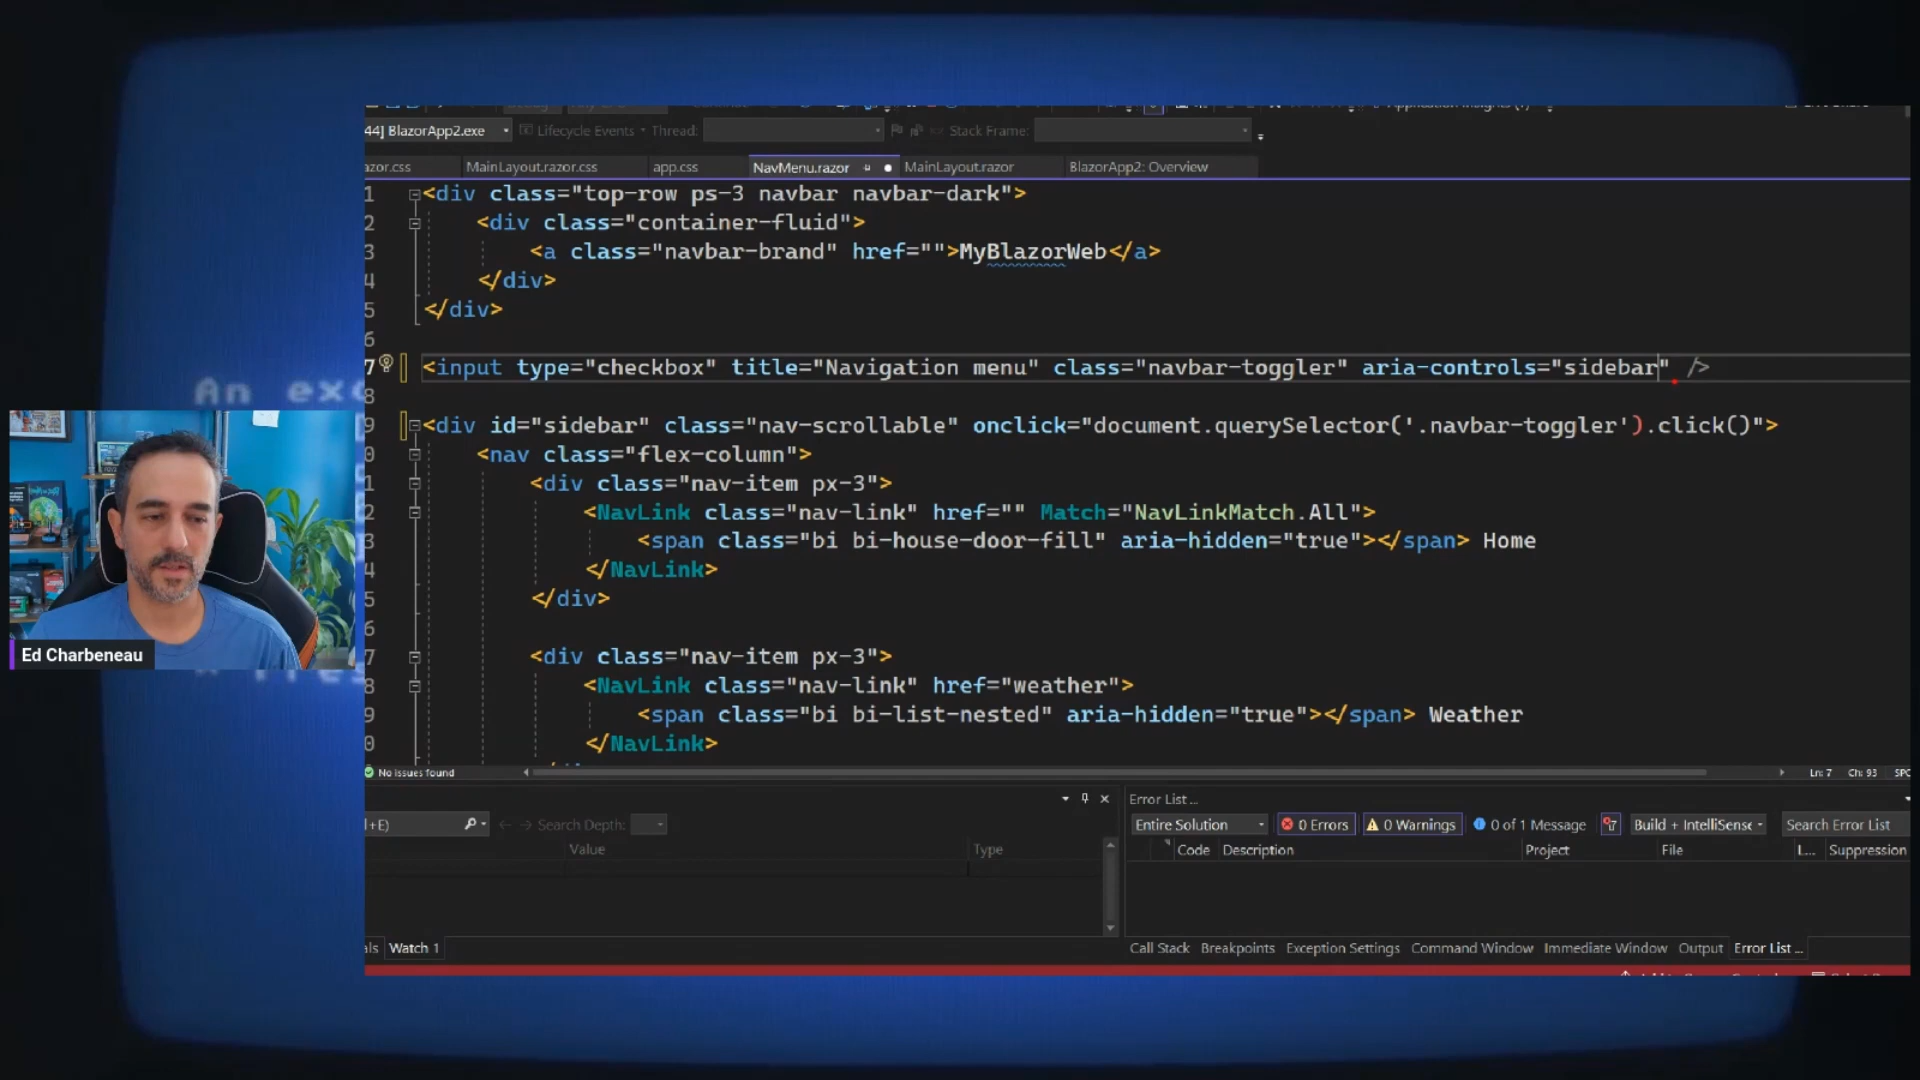 44] BlazorApp2.exe Lifecycle Events Thread: Stack Frame:
azor.css MainLayout.razor.css app.css NavMenu.razor MainLayout.razor BlazorApp2: Overview
1 <div class="top-row ps-3 navbar navbar-dark">
2 <div class="container-fluid">
3 <a class="navbar-brand" href="">MyBlazorWeb</a>
4 </div>
5 </div>
6
7 <input type="checkbox" title="Navigation menu" class="navbar-toggler" aria-controls="sidebar" />
8
9 <div id="sidebar" class="nav-scrollable" onclick="document.querySelector('.navbar-toggler').click()">
0 <nav class="flex-column">
1 <div class="nav-item px-3">
2 <NavLink class="nav-link" href="" Match="NavLinkMatch.All">
3 <span class="bi bi-house-door-fill" aria-hidden="true"></span> Home
4 </NavLink>
5 </div>
6
7 <div class="nav-item px-3">
8 <NavLink class="nav-link" href="weather">
9 <span class="bi bi-list-nested" aria-hidden="true"></span> Weather
0 </NavLink>
An exc
Ed Charbeneau
No issues found Ln: 7 Ch: 93 SPC
Error List ...
l+E) Search Depth: Entire Solution 0 Errors 0 Warnings 0 of 1 Message Build + IntelliSense Search Error List
Value Type Code Description Project File L... Suppression
als Watch 1 Call Stack Breakpoints Exception Settings Command Window Immediate Window Output Error List ...